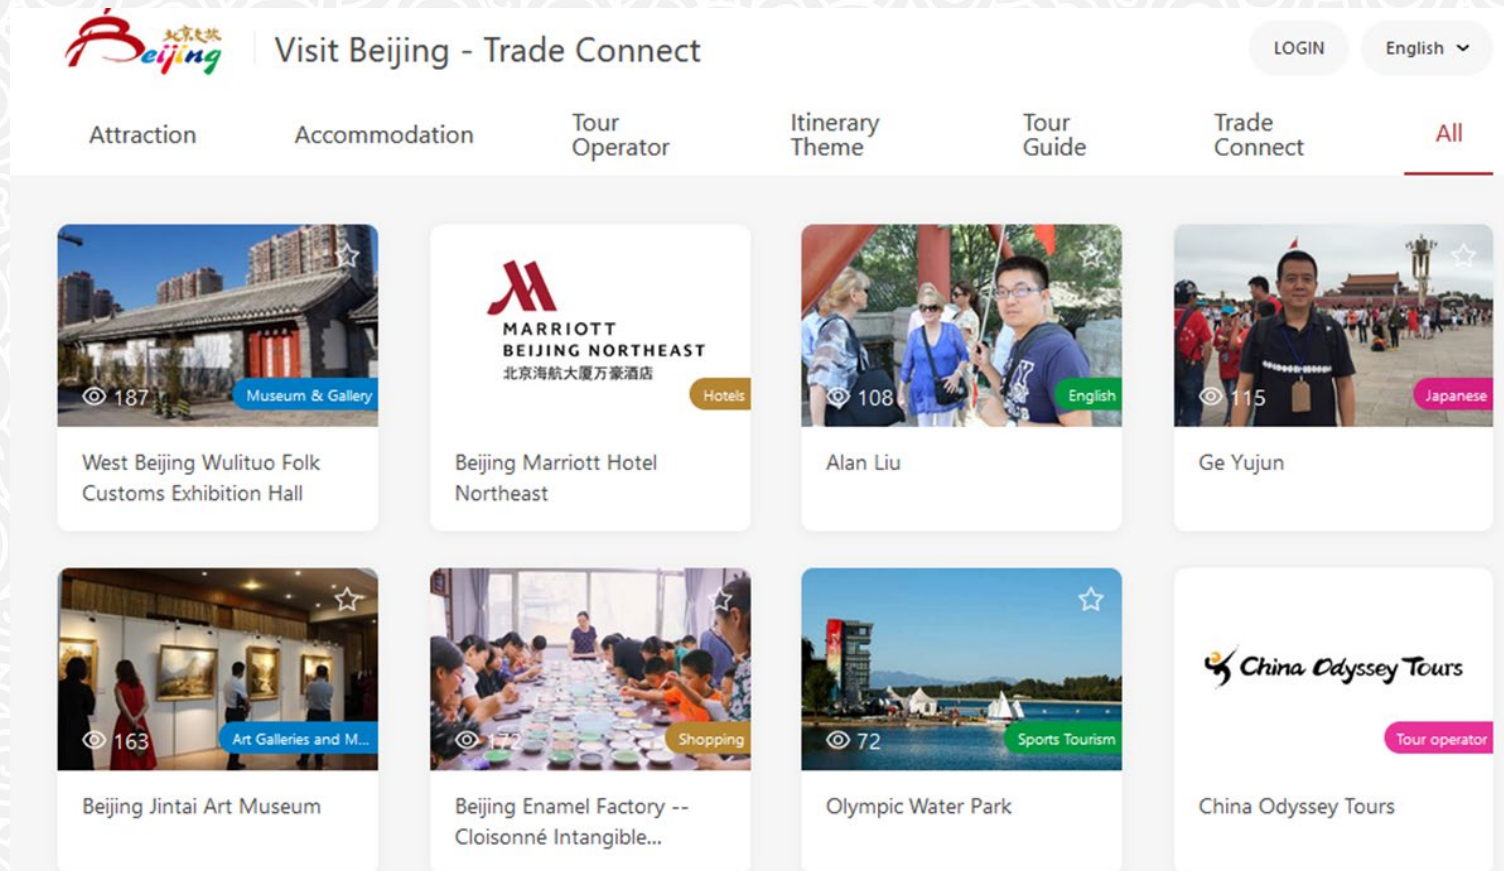 北京文旅
Beijing
Visit Beijing - Trade Connect
LOGIN
English
Attraction
Accommodation
Tour
Operator
Itinerary
Theme
Tour
Guide
Trade
Connect
All
187
Museum & Gallery
West Beijing Wulituo Folk
Customs Exhibition Hall
MARRIOTT
BEIJING NORTHEAST
北京海航大厦万豪酒店
Hotels
Beijing Marriott Hotel
Northeast
108
English
Alan Liu
115
Japanese
Ge Yujun
163
Art Galleries and M...
Beijing Jintai Art Museum
172
Shopping
Beijing Enamel Factory --
Cloisonné Intangible...
72
Sports Tourism
Olympic Water Park
China Odyssey Tours
Tour operator
China Odyssey Tours